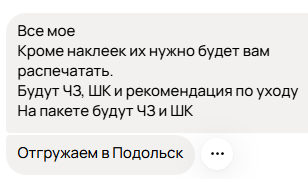 Все мое
Кроме наклеек их нужно будет вам
распечатать.
Будут ЧЗ, ШК и рекомендация по уходу
На пакете будут ЧЗ и ШК
Отгружаем в Подольск